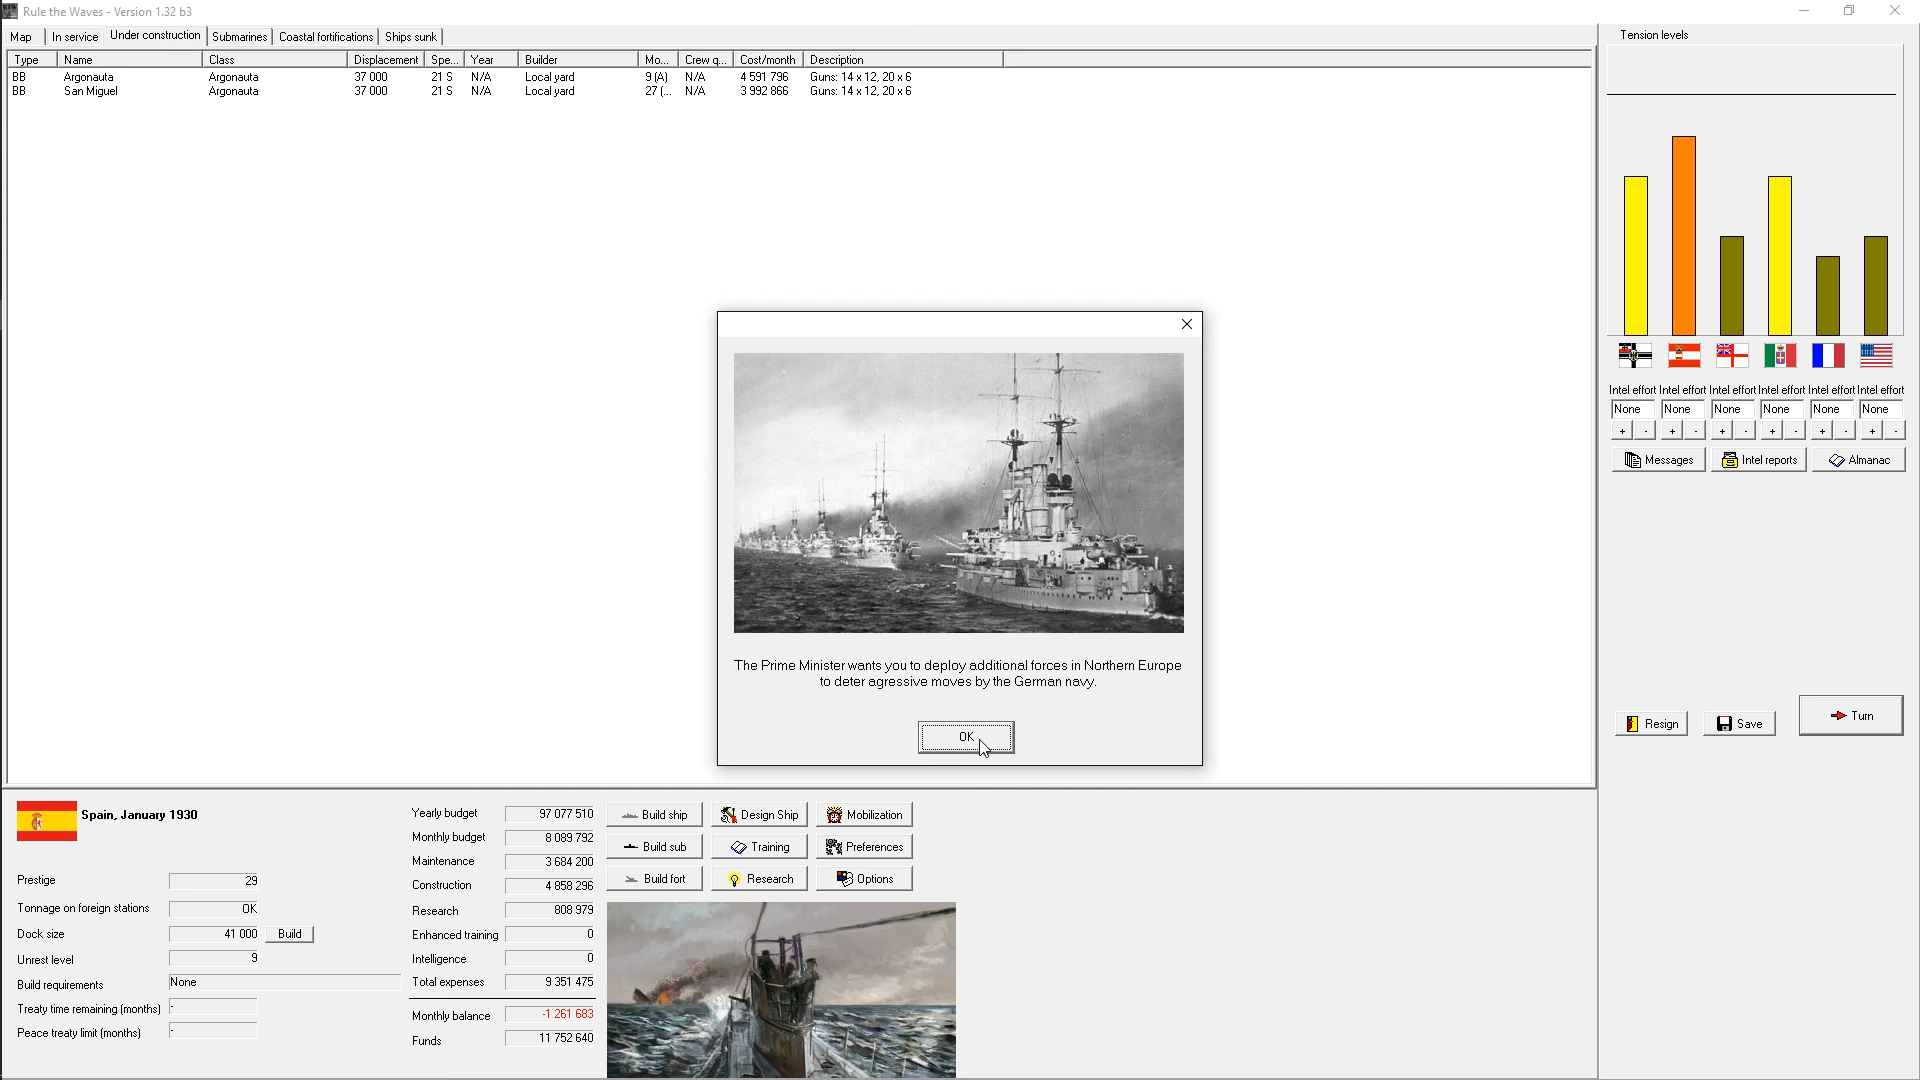 Rule the Waves - Version 1.32 b3
Map In service Under construction Submarines Coastal fortifications Ships sunk
Type Name Class Displacement Spe... Year Builder Mo... Crew q... Cost/month Description
BB Argonauta Argonauta 37 000 21 S N/A Local yard 9 (A) N/A 4 591 796 Guns: 14 x 12, 20 x 6
BB San Miguel Argonauta 37 000 21 S N/A Local yard 27 (... N/A 3 992 866 Guns: 14 x 12, 20 x 6
Tension levels
Intel effort Intel effort Intel effort Intel effort Intel effort Intel effort
None None None None None None
+ - + - + - + - + - + -
Messages Intel reports Almanac
The Prime Minister wants you to deploy additional forces in Northern Europe
to deter agressive moves by the German navy.
OK
Resign Save Turn
Spain, January 1930
Prestige 29
Tonnage on foreign stations OK
Dock size 41 000 Build
Unrest level 9
Build requirements None
Treaty time remaining (months) -
Peace treaty limit (months) -
Yearly budget 97 077 510
Monthly budget 8 089 792
Maintenance 3 684 200
Construction 4 858 296
Research 808 979
Enhanced training 0
Intelligence 0
Total expenses 9 351 475
Monthly balance -1 261 683
Funds 11 752 640
Build ship Design Ship Mobilization
Build sub Training Preferences
Build fort Research Options